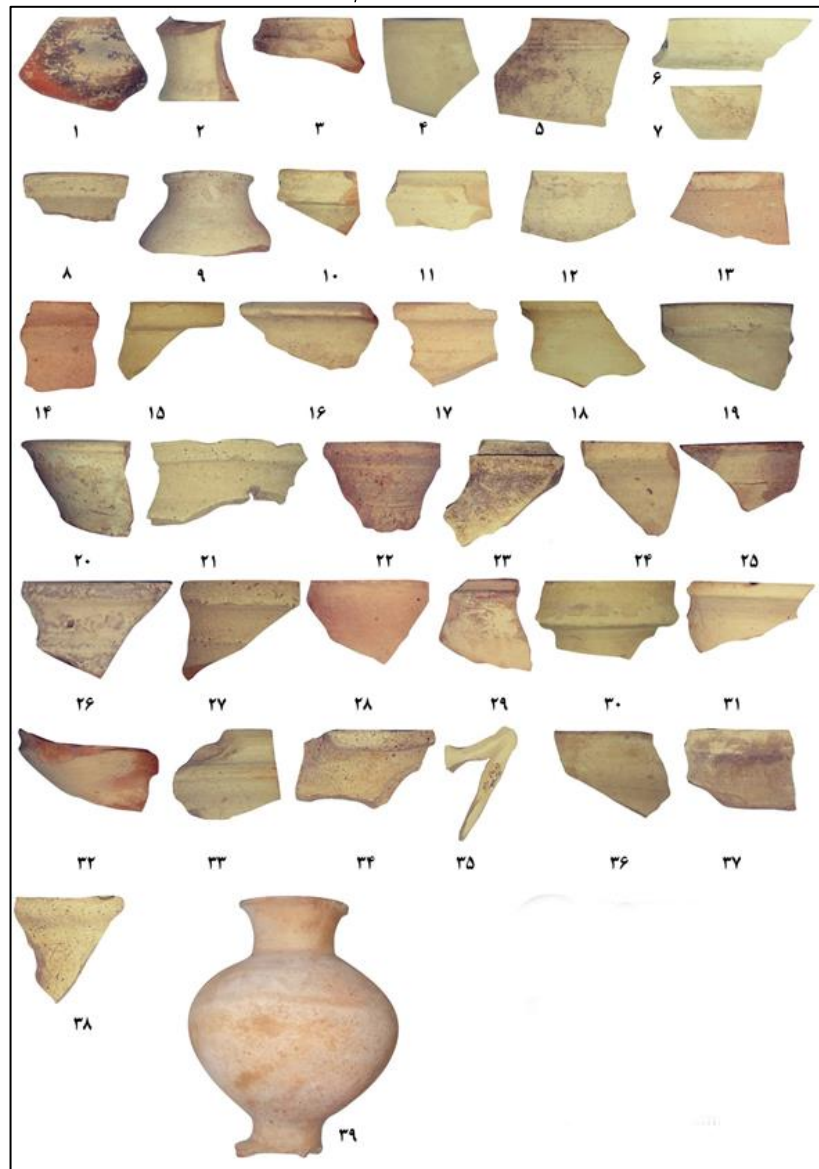 ۱ ۲ ۳ ۴ ۵ ۶
۷
۸ ۹ ۱۰ ۱۱ ۱۲ ۱۳
۱۴ ۱۵ ۱۶ ۱۷ ۱۸ ۱۹
۲۰ ۲۱ ۲۲ ۲۳ ۲۴ ۲۵
۲۶ ۲۷ ۲۸ ۲۹ ۳۰ ۳۱
۳۲ ۳۳ ۳۴ ۳۵ ۳۶ ۳۷
۳۸
۳۹